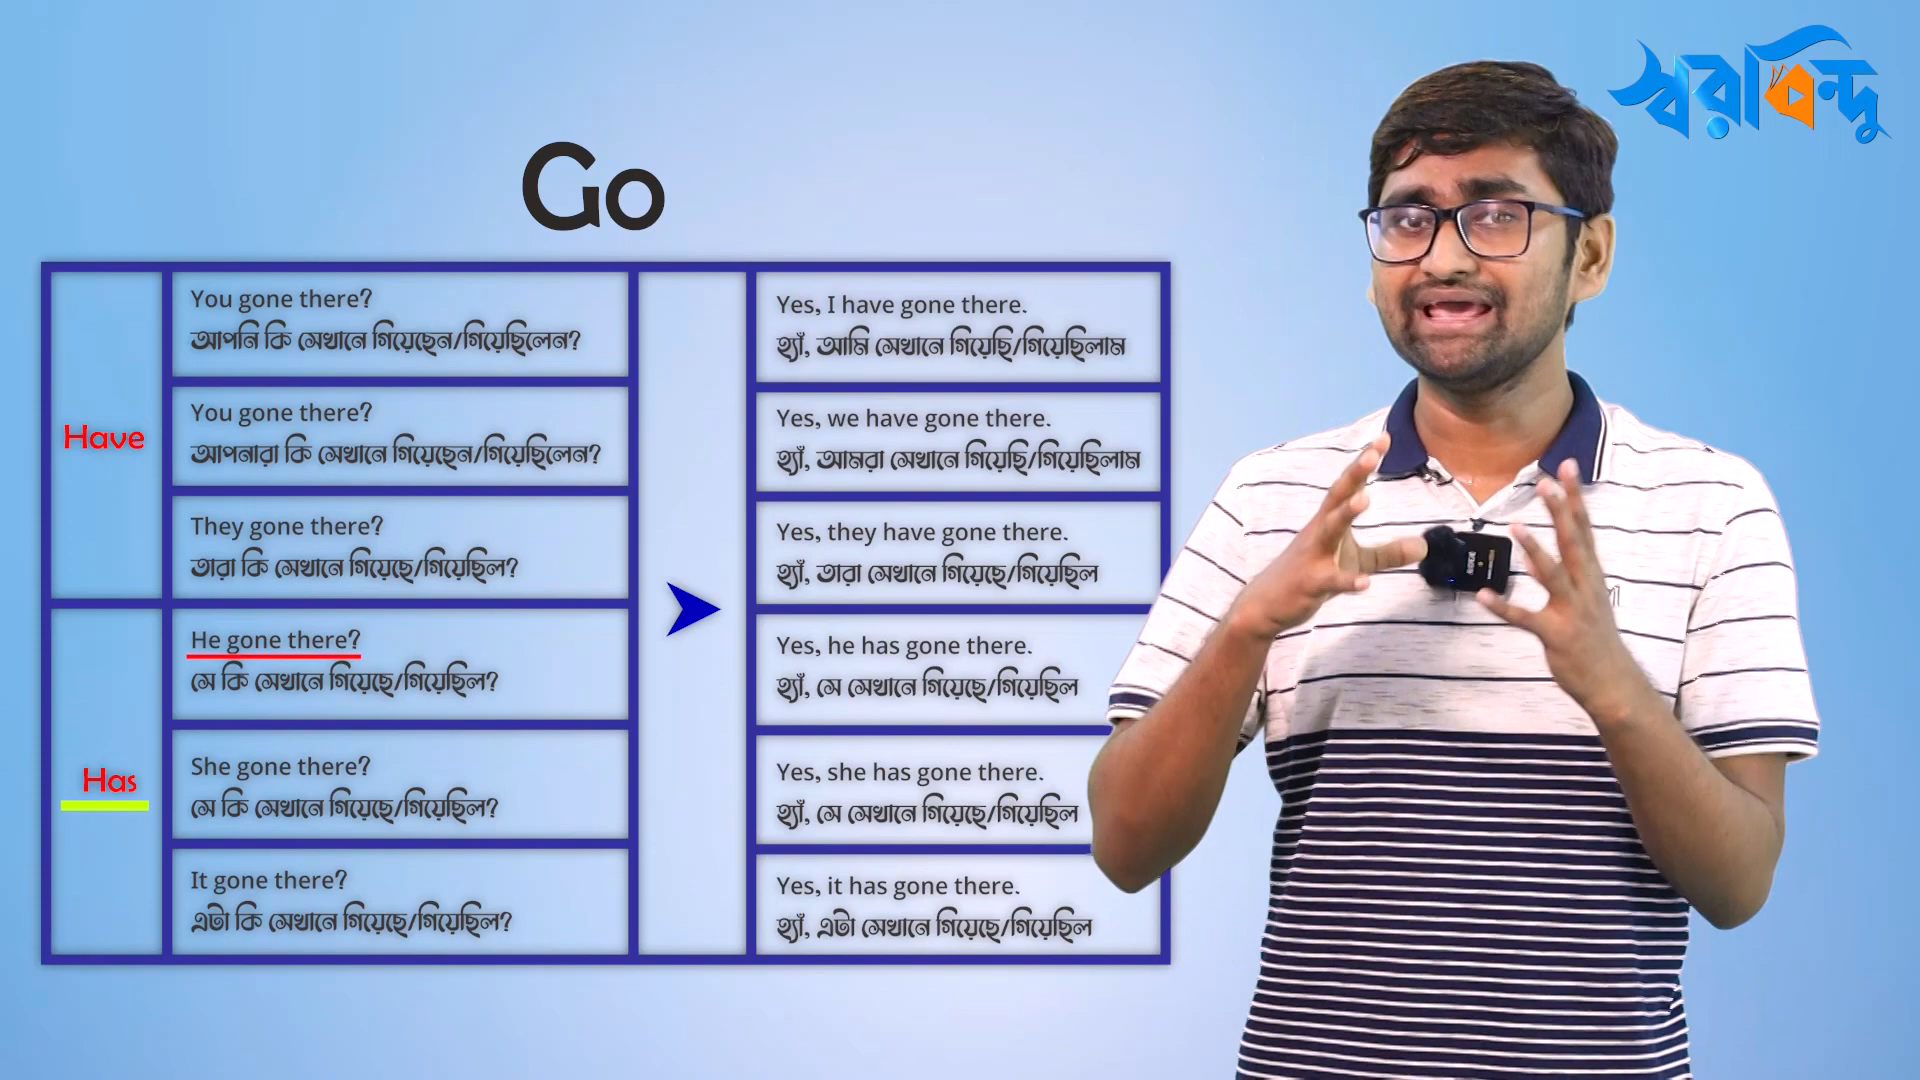 স্বরবিন্দু
Go
Have
You gone there?
আপনি কি সেখানে গিয়েছেন/গিয়েছিলেন?
Yes, I have gone there.
হ্যাঁ, আমি সেখানে গিয়েছি/গিয়েছিলাম
You gone there?
আপনারা কি সেখানে গিয়েছেন/গিয়েছিলেন?
Yes, we have gone there.
হ্যাঁ, আমরা সেখানে গিয়েছি/গিয়েছিলাম
They gone there?
তারা কি সেখানে গিয়েছে/গিয়েছিল?
Yes, they have gone there.
হ্যাঁ, তারা সেখানে গিয়েছে/গিয়েছিল
Has
He gone there?
সে কি সেখানে গিয়েছে/গিয়েছিল?
Yes, he has gone there.
হ্যাঁ, সে সেখানে গিয়েছে/গিয়েছিল
She gone there?
সে কি সেখানে গিয়েছে/গিয়েছিল?
Yes, she has gone there.
হ্যাঁ, সে সেখানে গিয়েছে/গিয়েছিল
It gone there?
এটা কি সেখানে গিয়েছে/গিয়েছিল?
Yes, it has gone there.
হ্যাঁ, এটা সেখানে গিয়েছে/গিয়েছিল